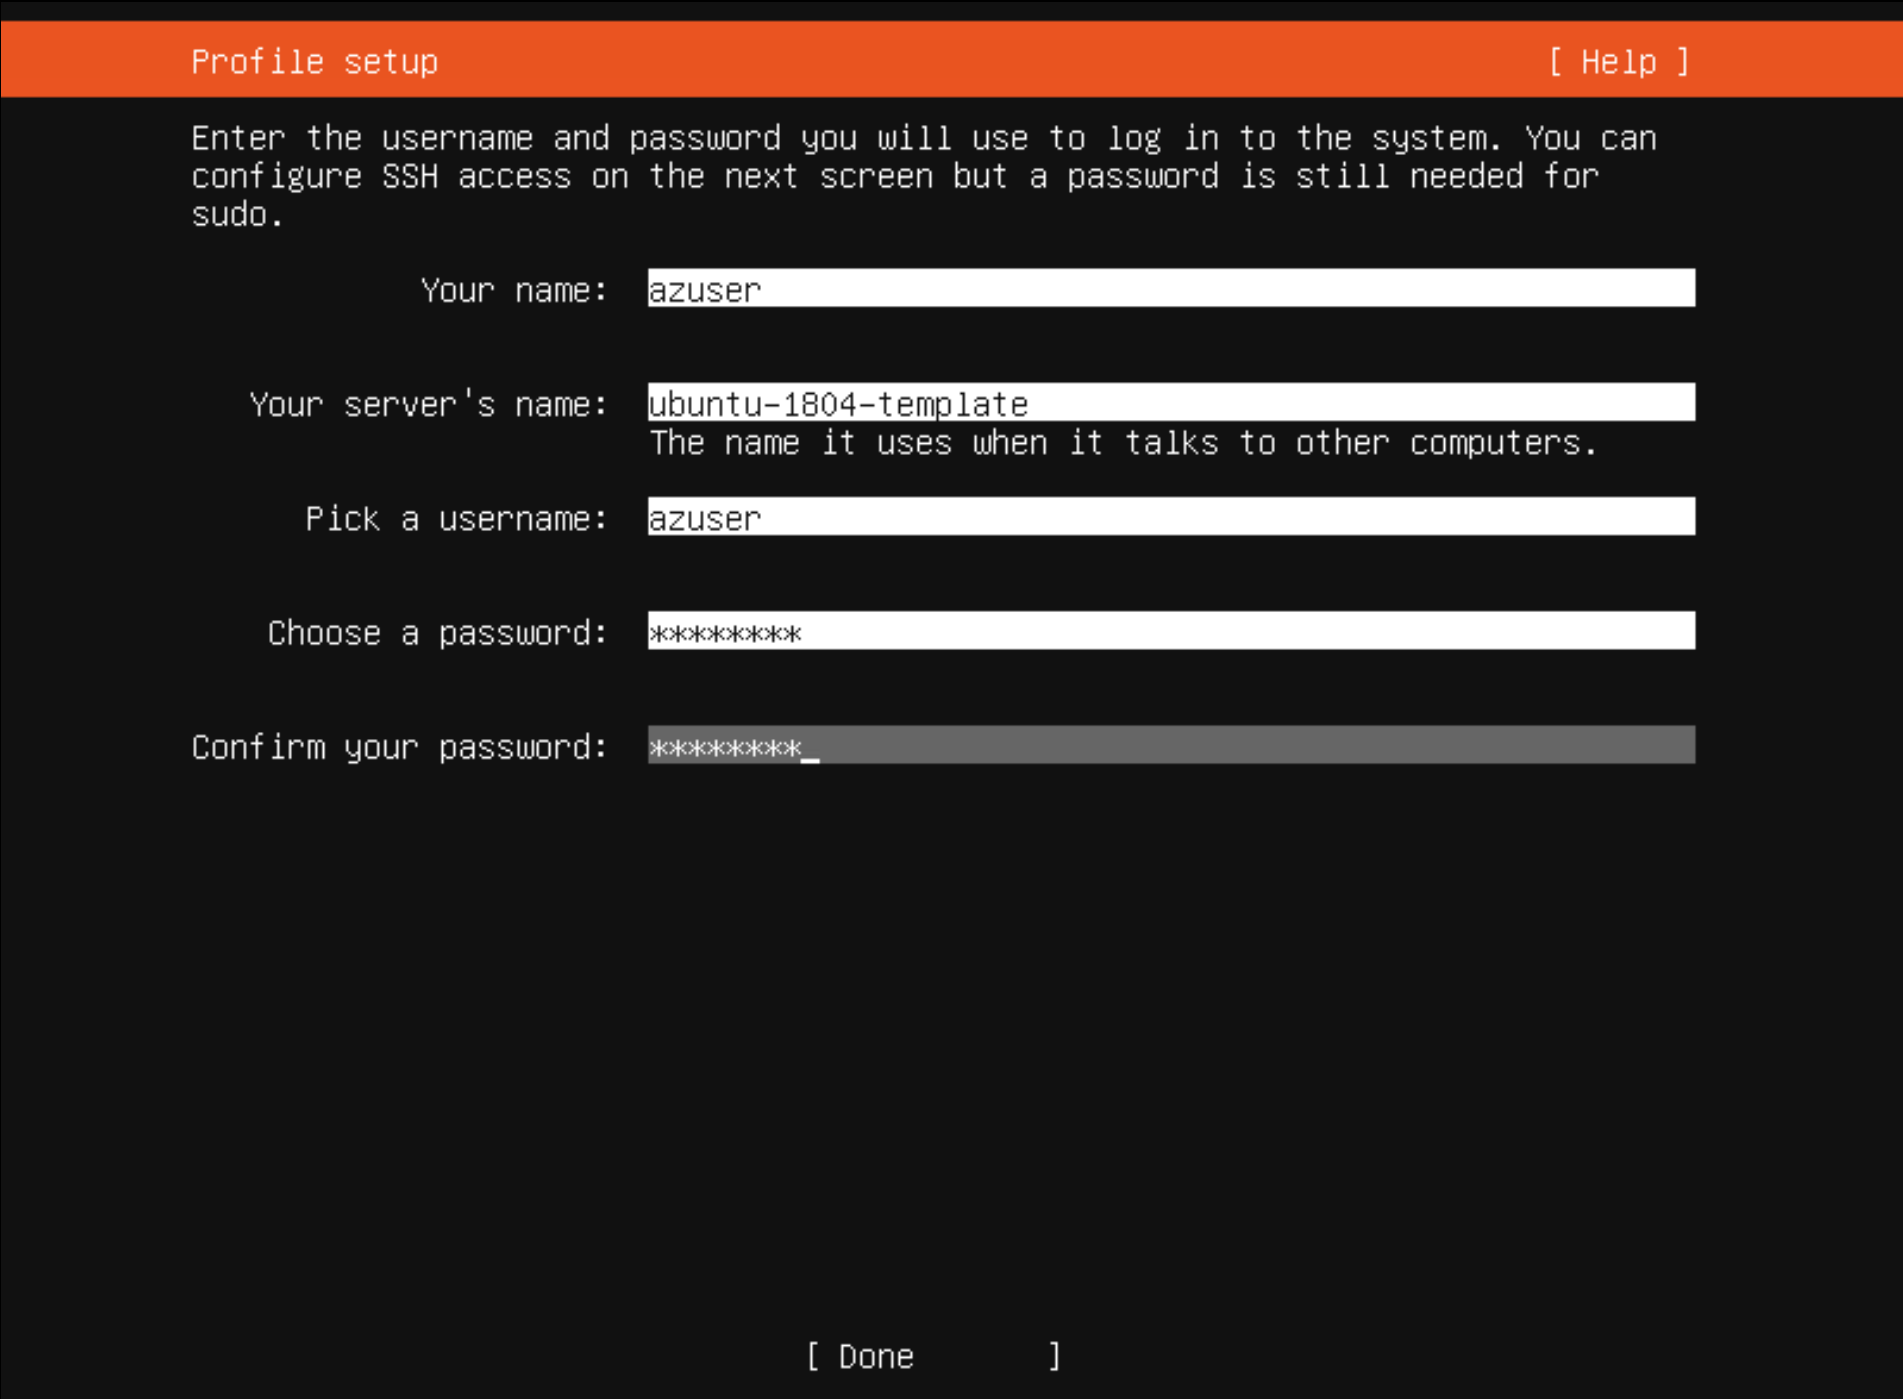 Profile setup [ Help ]
Enter the username and password you will use to log in to the system. You can
configure SSH access on the next screen but a password is still needed for
sudo.
Your name: azuser
Your server's name: ubuntu-1804-template
The name it uses when it talks to other computers.
Pick a username: azuser
Choose a password: ********
Confirm your password: ********_
[ Done ]